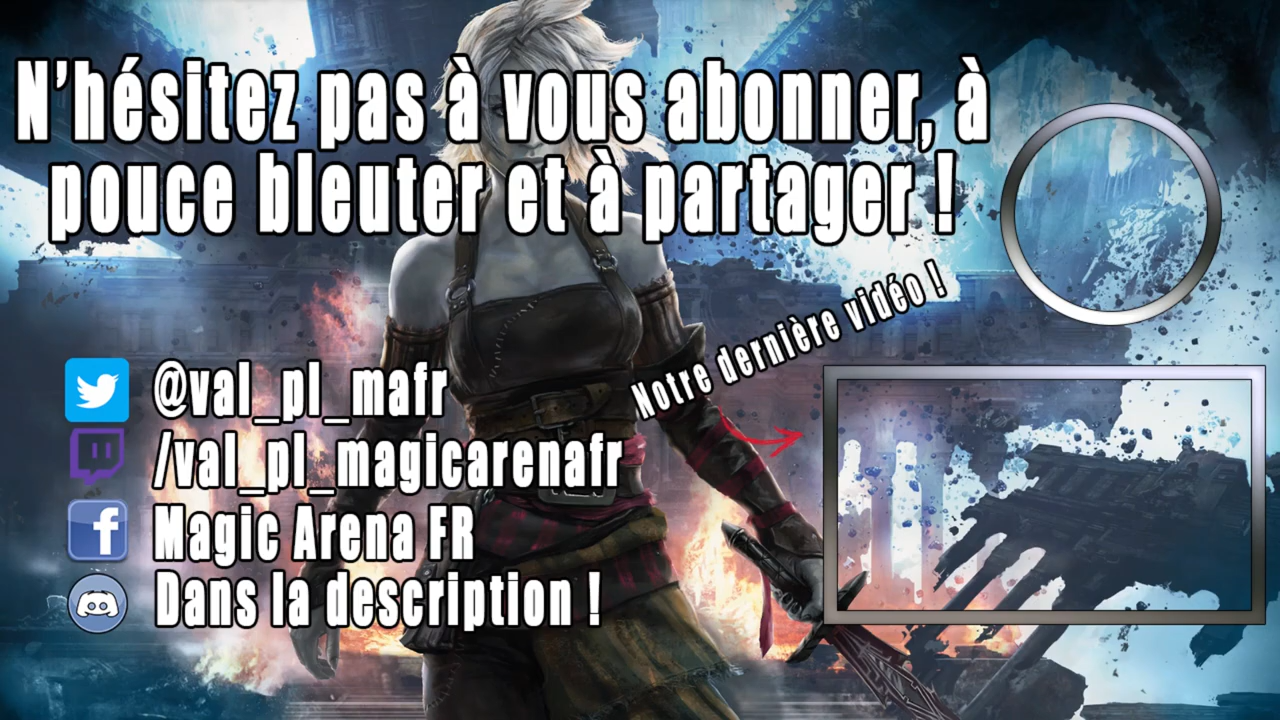 N'hésitez pas à vous abonner, à
pouce bleuter et à partager !
Notre dernière vidéo !
@val_pl_mafr
/val_pl_magicarenafr
Magic Arena FR
Dans la description !